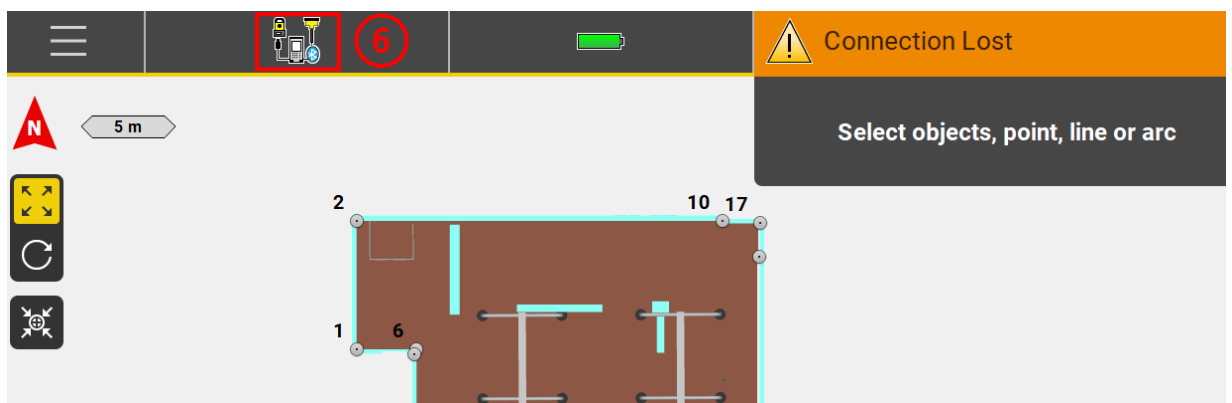 6
Connection Lost
N
5 m
Select objects, point, line or arc
2
10 17
1
6